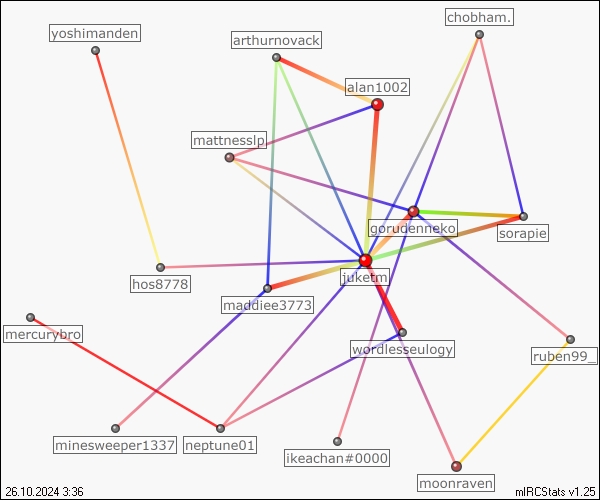 chobham.
yoshimanden
arthurnovack
alan1002
mattnesslp
gorudenneko
sorapie
juketm
hos8778
maddiee3773
mercurybro
wordlesseulogy
ruben99_
minesweeper1337
neptune01
ikeachan#0000
moonraven
26.10.2024 3:36
mIRCStats v1.25